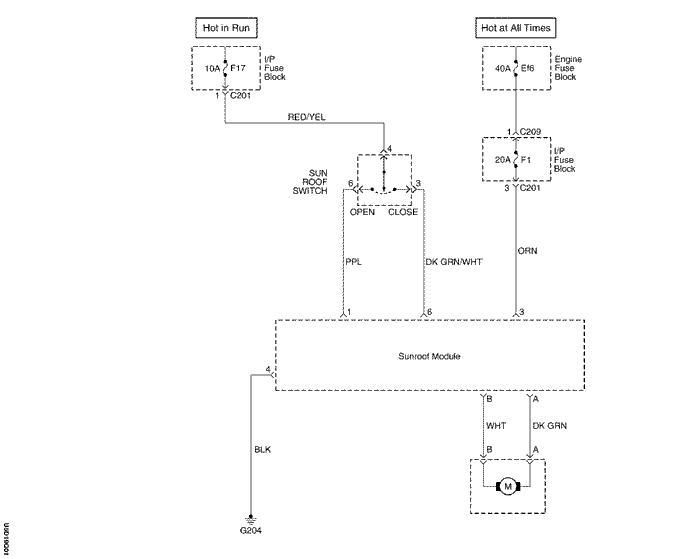 Hot in Run
Hot at All Times
10A F17
I/P
Fuse
Block
40A Ef6
Engine
Fuse
Block
1 C201
RED/YEL
1 C209
20A F1
I/P
Fuse
Block
3 C201
4
SUN
ROOF
SWITCH
6
3
OPEN CLOSE
PPL
DK GRN/WHT
ORN
1
6
3
Sunroof Module
4
B
A
WHT
DK GRN
BLK
B
A
M
G204